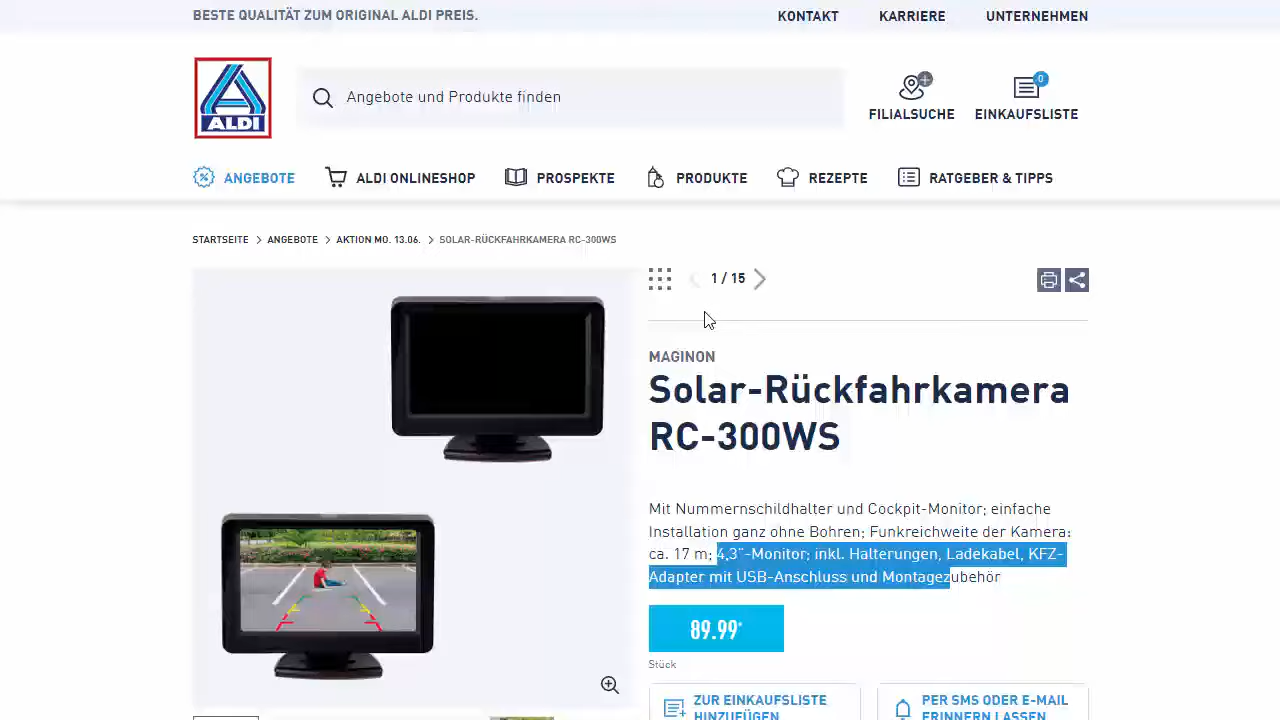 BESTE QUALITÄT ZUM ORIGINAL ALDI PREIS.
KONTAKT
KARRIERE
UNTERNEHMEN
ALDI
Angebote und Produkte finden
FILIALSUCHE
0
EINKAUFSLISTE
ANGEBOTE
ALDI ONLINESHOP
PROSPEKTE
PRODUKTE
REZEPTE
RATGEBER & TIPPS
STARTSEITE > ANGEBOTE > AKTION MO. 13.06. > SOLAR-RÜCKFAHRKAMERA RC-300WS
1 / 15
MAGINON
Solar-Rückfahrkamera
RC-300WS
Mit Nummernschildhalter und Cockpit-Monitor; einfache
Installation ganz ohne Bohren; Funkreichweite der Kamera:
ca. 17 m; 4,3"-Monitor; inkl. Halterungen, Ladekabel, KFZ-
Adapter mit USB-Anschluss und Montagezubehör
89.99*
Stück
ZUR EINKAUFSLISTE
HINZUFÜGEN
PER SMS ODER E-MAIL
ERINNERN LASSEN